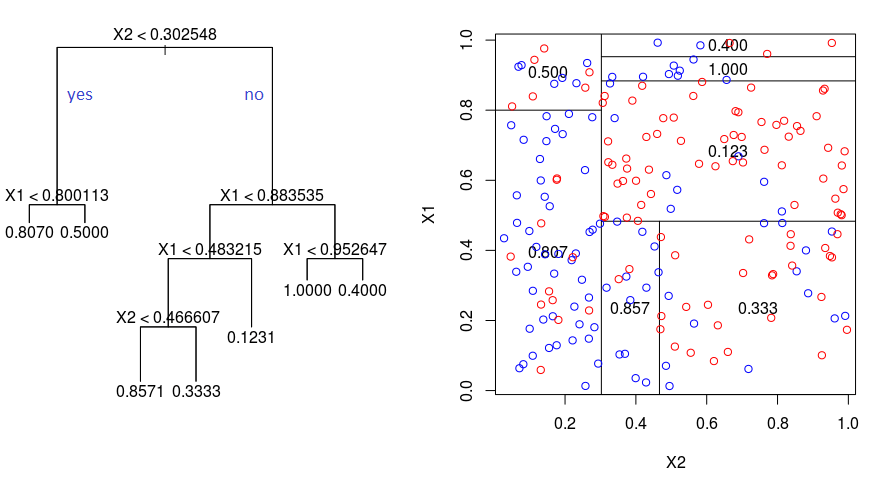 X2 < 0.302548
yes
no
X1 < 0.800113
X1 < 0.883535
0.8070 0.5000
X1 < 0.483215
X1 < 0.952647
1.0000 0.4000
X2 < 0.466607
0.1231
0.8571 0.3333
X1
0.0 0.2 0.4 0.6 0.8 1.0
0.400
1.000
0.500
0.123
0.807
0.857
0.333
0.2 0.4 0.6 0.8 1.0
X2